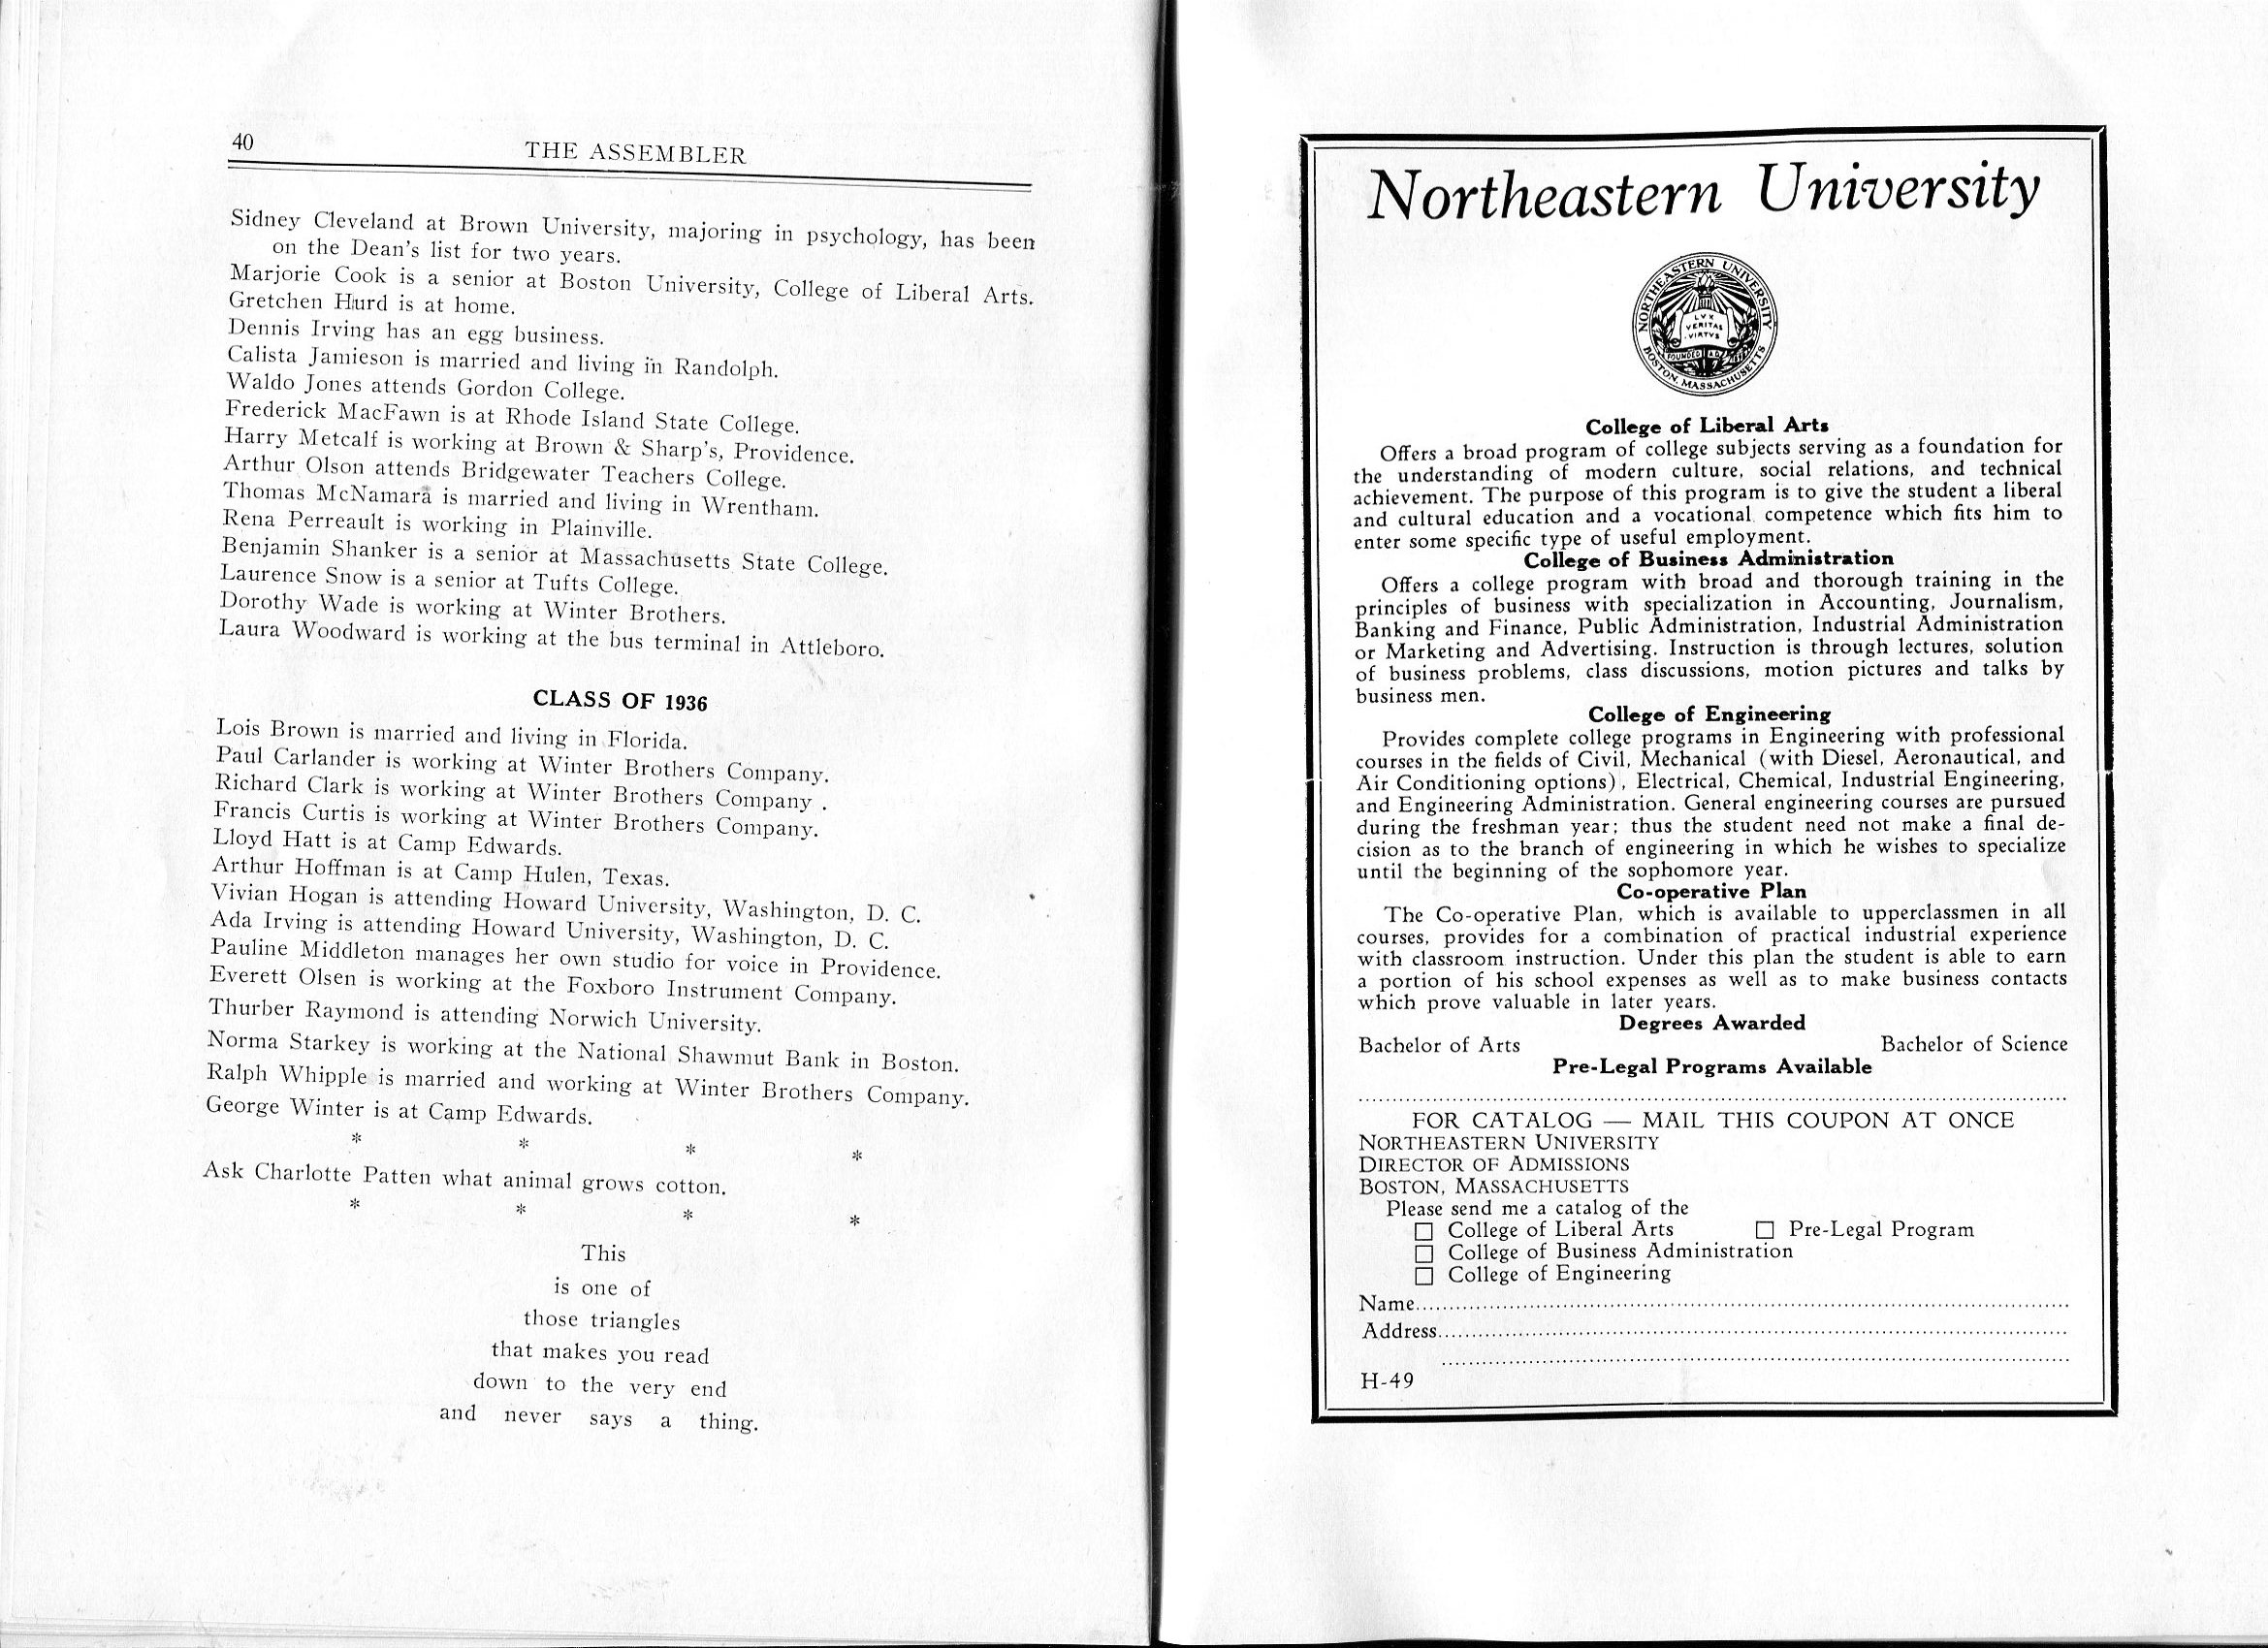 40
THE ASSEMBLER
Sidney Cleveland at Brown University, majoring in psychology, has been
on the Dean's list for two years.
Marjorie Cook is a senior at Boston University, College of Liberal Arts.
Gretchen Hurd is at home.
Dennis Irving has an egg business.
Calista Jamieson is married and living in Randolph.
Waldo Jones attends Gordon College.
Frederick MacFawn is at Rhode Island State College.
Harry Metcalf is working at Brown & Sharp's, Providence.
Arthur Olson attends Bridgewater Teachers College.
Thomas McNamara is married and living in Wrentham.
Rena Perreault is working in Plainville.
Benjamin Shanker is a senior at Massachusetts State College.
Laurence Snow is a senior at Tufts College.
Dorothy Wade is working at Winter Brothers.
Laura Woodward is working at the bus terminal in Attleboro.
CLASS OF 1936
Lois Brown is married and living in Florida.
Paul Carlander is working at Winter Brothers Company.
Richard Clark is working at Winter Brothers Company .
Francis Curtis is working at Winter Brothers Company.
Lloyd Hatt is at Camp Edwards.
Arthur Hoffman is at Camp Hulen, Texas.
Vivian Hogan is attending Howard University, Washington, D. C.
Ada Irving is attending Howard University, Washington, D. C.
Pauline Middleton manages her own studio for voice in Providence.
Everett Olsen is working at the Foxboro Instrument Company.
Thurber Raymond is attending Norwich University.
Norma Starkey is working at the National Shawmut Bank in Boston.
Ralph Whipple is married and working at Winter Brothers Company.
George Winter is at Camp Edwards.
* * * *
Ask Charlotte Patten what animal grows cotton.
* * * *
This
is one of
those triangles
that makes you read
down to the very end
and never says a thing.
Northeastern University
NORTHEASTERN UNIVERSITY
LVX
VERITAS
VIRTVS
FOUNDED A.D.
BOSTON, MASSACHUSETTS
College of Liberal Arts
Offers a broad program of college subjects serving as a foundation for
the understanding of modern culture, social relations, and technical
achievement. The purpose of this program is to give the student a liberal
and cultural education and a vocational competence which fits him to
enter some specific type of useful employment.
College of Business Administration
Offers a college program with broad and thorough training in the
principles of business with specialization in Accounting, Journalism,
Banking and Finance, Public Administration, Industrial Administration
or Marketing and Advertising. Instruction is through lectures, solution
of business problems, class discussions, motion pictures and talks by
business men.
College of Engineering
Provides complete college programs in Engineering with professional
courses in the fields of Civil, Mechanical (with Diesel, Aeronautical, and
Air Conditioning options), Electrical, Chemical, Industrial Engineering,
and Engineering Administration. General engineering courses are pursued
during the freshman year; thus the student need not make a final de-
cision as to the branch of engineering in which he wishes to specialize
until the beginning of the sophomore year.
Co-operative Plan
The Co-operative Plan, which is available to upperclassmen in all
courses, provides for a combination of practical industrial experience
with classroom instruction. Under this plan the student is able to earn
a portion of his school expenses as well as to make business contacts
which prove valuable in later years.
Degrees Awarded
Bachelor of Arts Bachelor of Science
Pre-Legal Programs Available
FOR CATALOG — MAIL THIS COUPON AT ONCE
NORTHEASTERN UNIVERSITY
DIRECTOR OF ADMISSIONS
BOSTON, MASSACHUSETTS
Please send me a catalog of the
☐ College of Liberal Arts ☐ Pre-Legal Program
☐ College of Business Administration
☐ College of Engineering
Name
Address
H-49